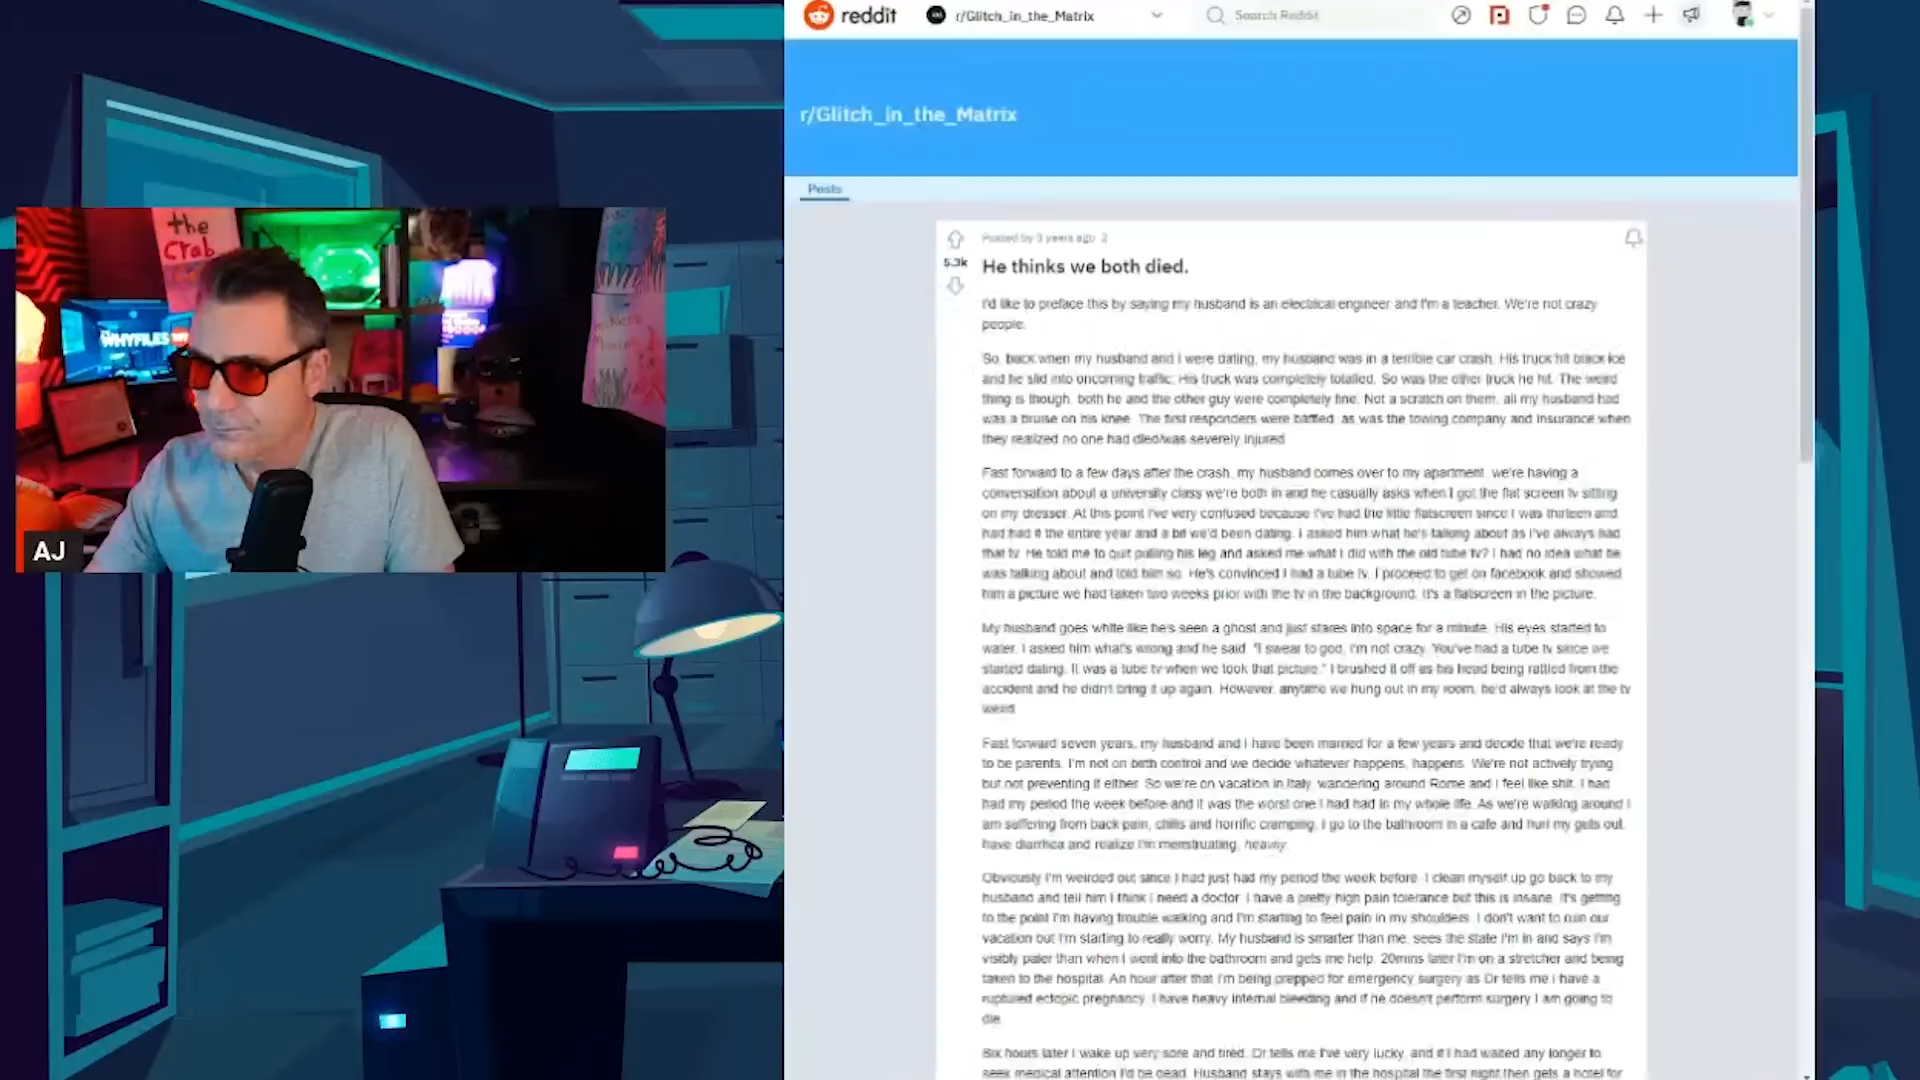 reddit
r/Glitch_in_the_Matrix
Search Reddit
r/Glitch_in_the_Matrix
Posts
the
crab
WHYFILES
AJ
Posted by 3 years ago 2
5.3k
He thinks we both died.
I'd like to preface this by saying my husband is an electrical engineer and I'm a teacher. We're not crazy
people.
So, back when my husband and I were dating, my husband was in a terrible car crash. His truck hit black ice
and he slid into oncoming traffic. His truck was completely totalled. So was the other truck he hit. The weird
thing is though, both he and the other guy were completely fine. Not a scratch on them, all my husband had
was a bruise on his knee. The first responders were baffled, as was the towing company and insurance when
they realized no one had died/was severely injured.
Fast forward to a few days after the crash, my husband comes over to my apartment, we're having a
conversation about a university class we're both in and he casually asks when I got the flat screen tv sitting
on my dresser. At this point I've very confused because I've had the little flatscreen since I was thirteen and
had had it the entire year and a bit we'd been dating. I asked him what he's talking about as I've always had
that tv. He told me to quit pulling his leg and asked me what I did with the old tube tv? I had no idea what he
was talking about and told him so. He's convinced I had a tube tv. I proceed to get on facebook and showed
him a picture we had taken two weeks prior with the tv in the background. It's a flatscreen in the picture.
My husband goes white like he's seen a ghost and just stares into space for a minute. His eyes started to
water. I asked him what's wrong and he said, "I swear to god, I'm not crazy. You've had a tube tv since we
started dating. It was a tube tv when we took that picture." I brushed it off as his head being rattled from the
accident and he didn't bring it up again. However, anytime we hung out in my room, he'd always look at the tv
weird.
Fast forward seven years, my husband and I have been married for a few years and decide that we're ready
to be parents. I'm not on birth control and we decide whatever happens, happens. We're not actively trying
but not preventing it either. So we're on vacation in Italy, wandering around Rome and I feel like shit. I had
had my period the week before and it was the worst one I had had in my whole life. As we're walking around I
am suffering from back pain, chills and horrific cramping. I go to the bathroom in a cafe and hurl my guts out,
have diarrhea and realize I'm menstruating, heavy.
Obviously I'm weirded out since I had just had my period the week before. I clean myself up go back to my
husband and tell him I think I need a doctor. I have a pretty high pain tolerance but this is insane. It's getting
to the point I'm having trouble walking and I'm starting to feel pain in my shoulders. I don't want to ruin our
vacation but I'm starting to really worry. My husband is smarter than me, sees the state I'm in and says I'm
visibly paler than when I went into the bathroom and gets me help. 20mins later I'm on a stretcher and being
taken to the hospital. An hour after that I'm being prepped for emergency surgery as Dr tells me i have a
ruptured ectopic pregnancy. I have heavy internal bleeding and if he doesn't perform surgery I am going to
die.
Six hours later I wake up very sore and tired. Dr tells me I've very lucky, and if I had waited any longer to
seek medical attention I'd be dead. Husband stays with me in the hospital the first night then gets a hotel for